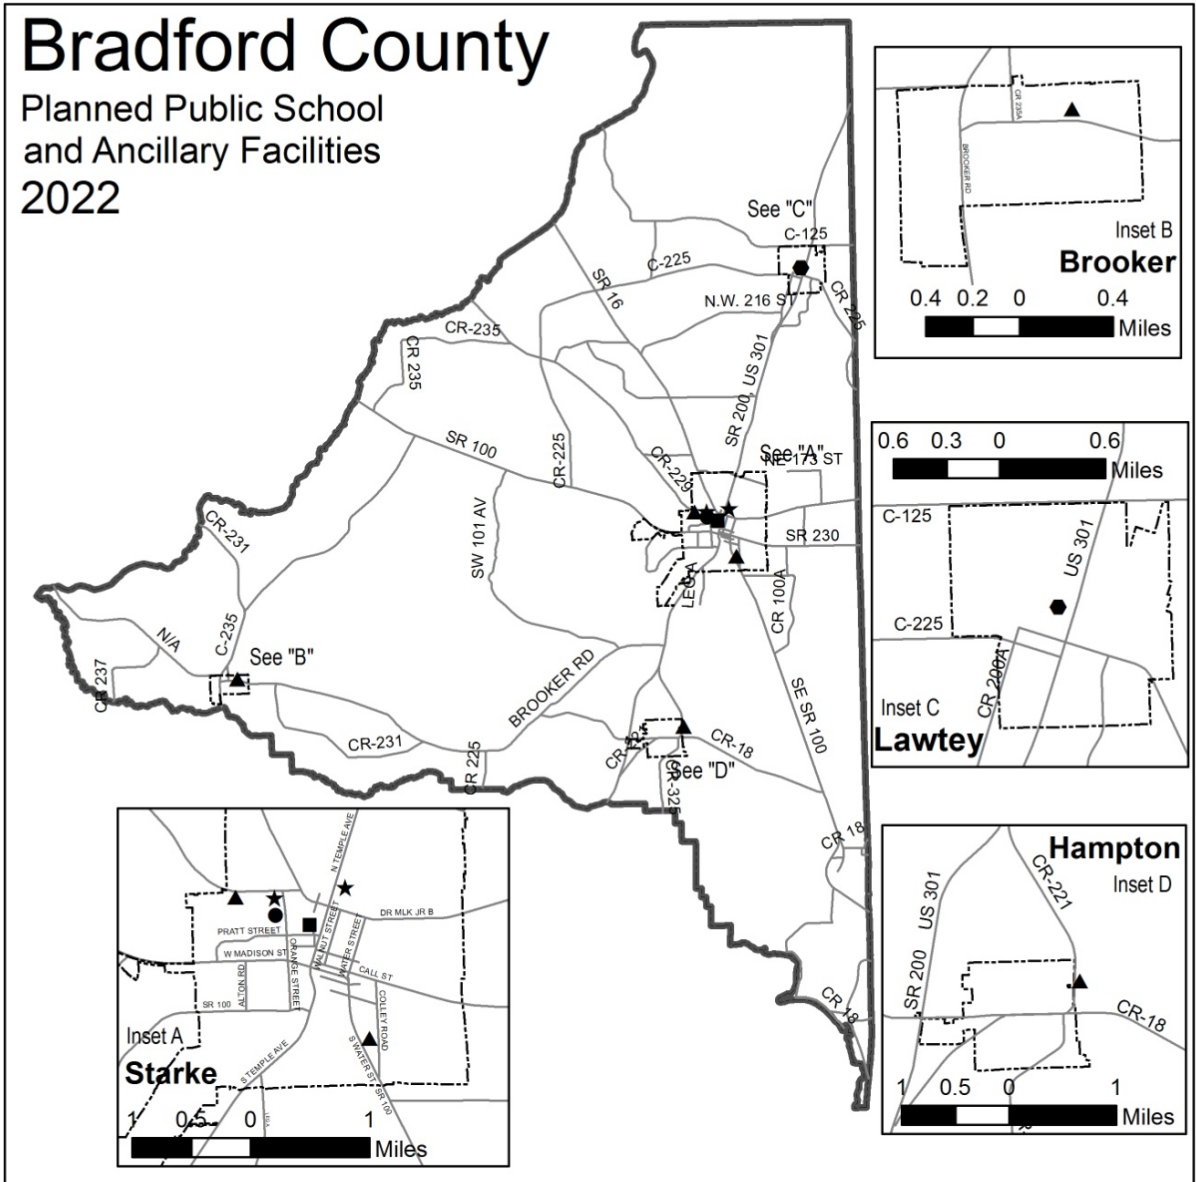 Bradford County
Planned Public School
and Ancillary Facilities
2022
See "C"
C-125
C-225
SR 16
N.W. 216 ST
CR-225
CR-235
CR 235
SR 200, US 301
SR 100
CR-225
CR-229
See "A"
NE 173 ST
SW 101 AV
SR 230
CR-231
CR 100A
C-235
N/A
See "B"
CR 237
BROOKER RD
SE SR 100
CR-231
CR 225
CR-18
See "D"
CR-325
CR 18
CR 18
CR 235A
BROOKER RD
Inset B
Brooker
0.4 0.2 0 0.4
Miles
0.6 0.3 0 0.6
Miles
C-125
US 301
C-225
CR 200A
Inset C
Lawtey
Hampton
Inset D
CR-221
US 301
SR 200
CR-18
1 0.5 0 1
Miles
N TEMPLE AVE
DR MLK JR B
PRATT STREET
WALNUT STREET
WATER STREET
W MADISON ST
ORANGE STREET
ALTON RD
CALL ST
SR 100
COLLEY ROAD
Inset A
S TEMPLE AVE
S WATER ST
SR 100
Starke
1 0.5 0 1
Miles